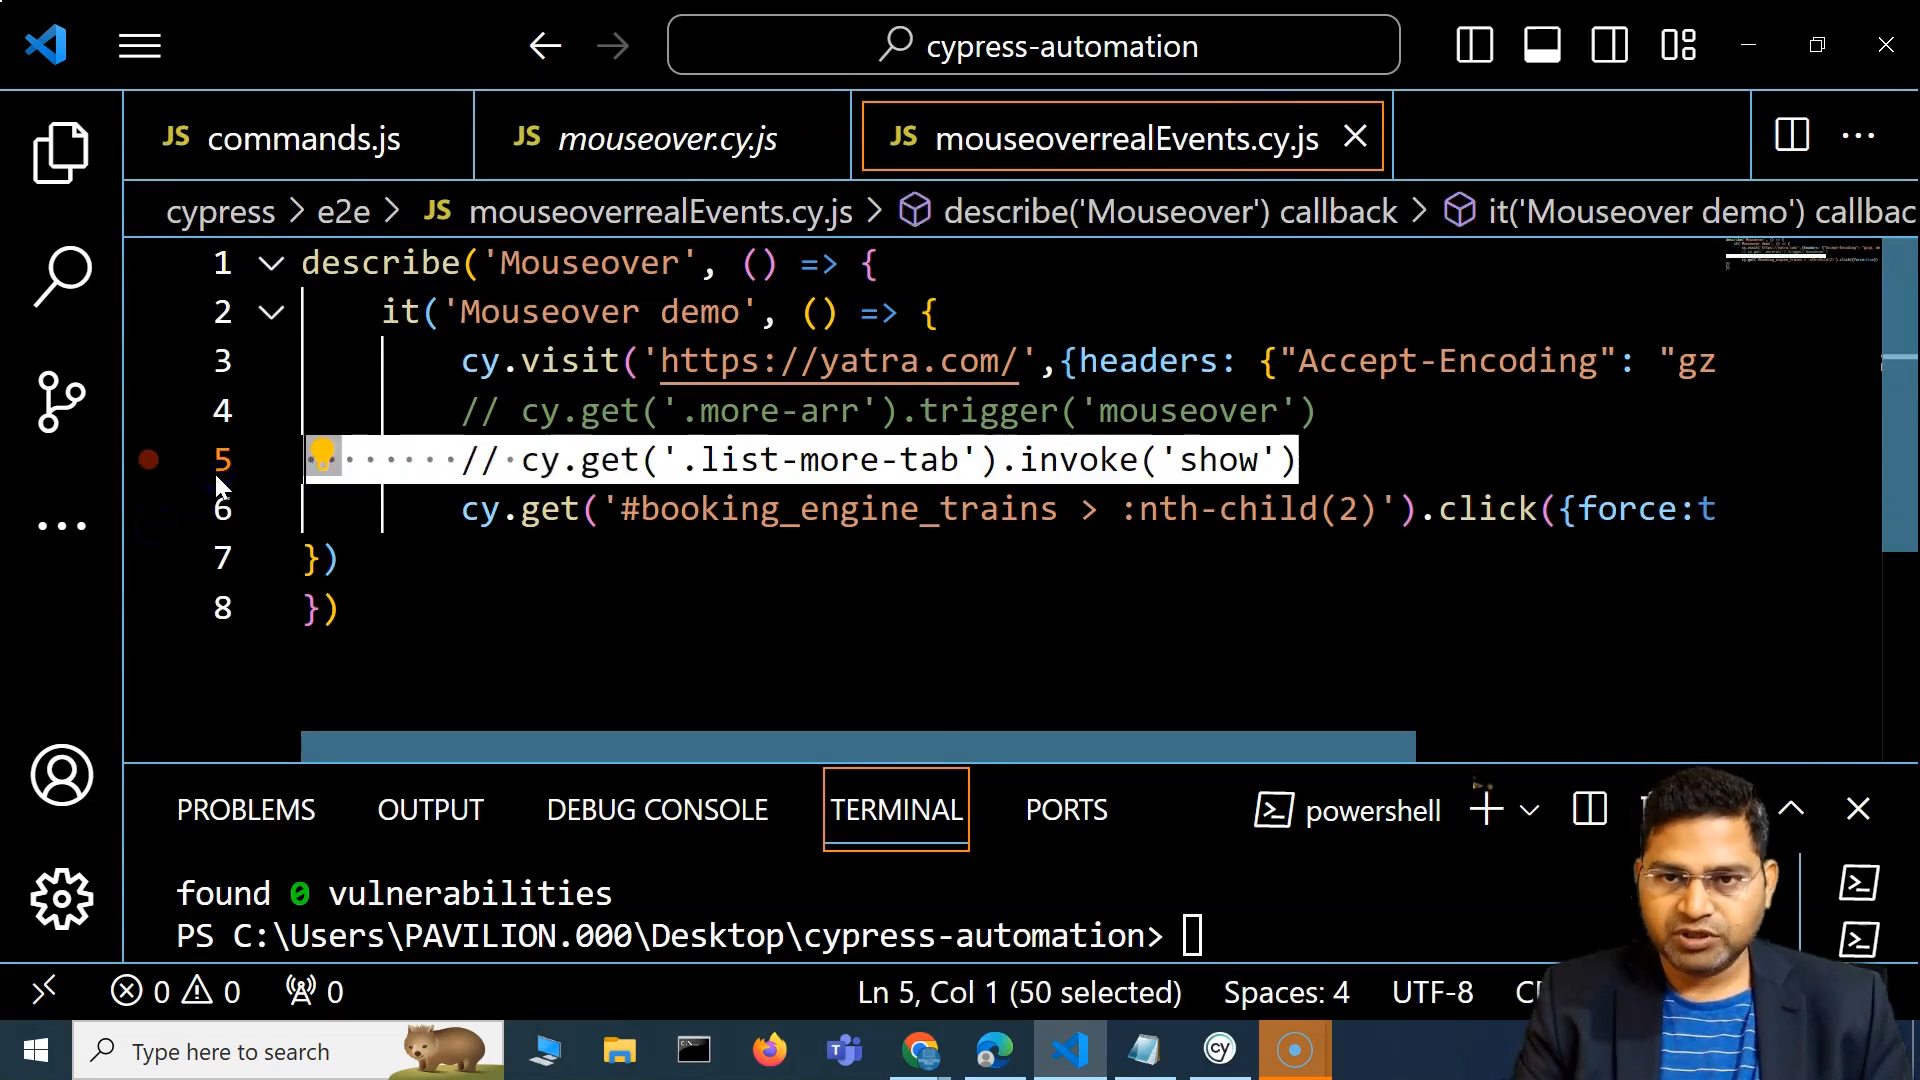 cypress-automation
JS commands.js
JS mouseover.cy.js
JS mouseoverrealEvents.cy.js
cypress > e2e > JS mouseoverrealEvents.cy.js > describe('Mouseover') callback > it('Mouseover demo') callbac
1 describe('Mouseover', () => {
2 it('Mouseover demo', () => {
3 cy.visit('https://yatra.com/',{headers: {"Accept-Encoding": "gz
4 // cy.get('.more-arr').trigger('mouseover')
5 // cy.get('.list-more-tab').invoke('show')
6 cy.get('#booking_engine_trains > :nth-child(2)').click({force:t
7 })
8 })
PROBLEMS OUTPUT DEBUG CONSOLE TERMINAL PORTS powershell
found 0 vulnerabilities
PS C:\Users\PAVILION.000\Desktop\cypress-automation>
0 0 0 Ln 5, Col 1 (50 selected) Spaces: 4 UTF-8
Type here to search
cy